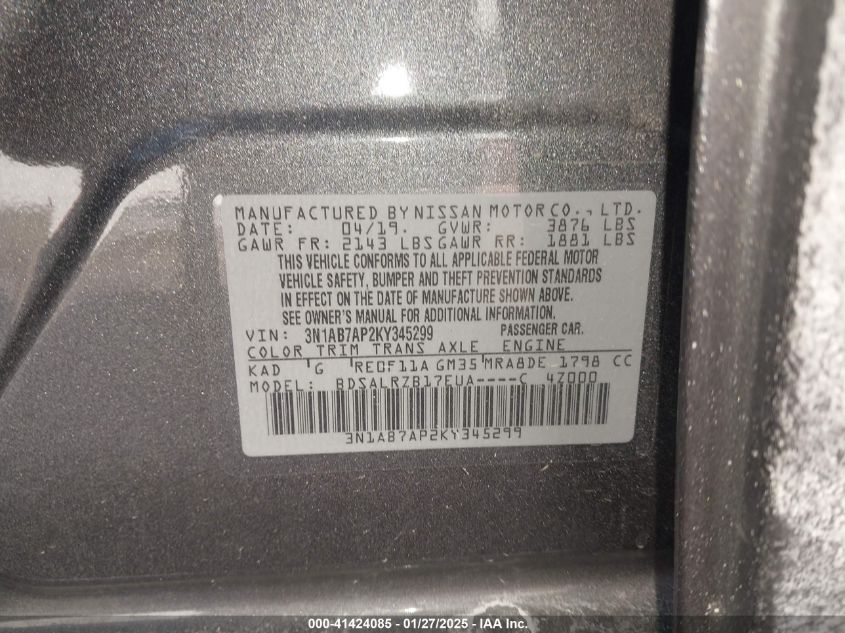 MANUFACTURED BY NISSAN MOTOR CO., LTD.
DATE: 04/19. GVWR: 3876 LBS
GAWR FR: 2143 LBS GAWR RR: 1881 LBS
THIS VEHICLE CONFORMS TO ALL APPLICABLE FEDERAL MOTOR
VEHICLE SAFETY, BUMPER AND THEFT PREVENTION STANDARDS
IN EFFECT ON THE DATE OF MANUFACTURE SHOWN ABOVE.
SEE OWNER'S MANUAL FOR ADDITIONAL INFORMATION.
VIN: 3N1AB7AP2KY345299 PASSENGER CAR.
COLOR TRIM TRANS AXLE ENGINE
KAD G RE0F11A GM35 MRA8DE 1798 CC
MODEL: BDSALRZB17EUA----C 4Z000
3N1AB7AP2KY345299
000-41424085 - 01/27/2025 - IAA Inc.